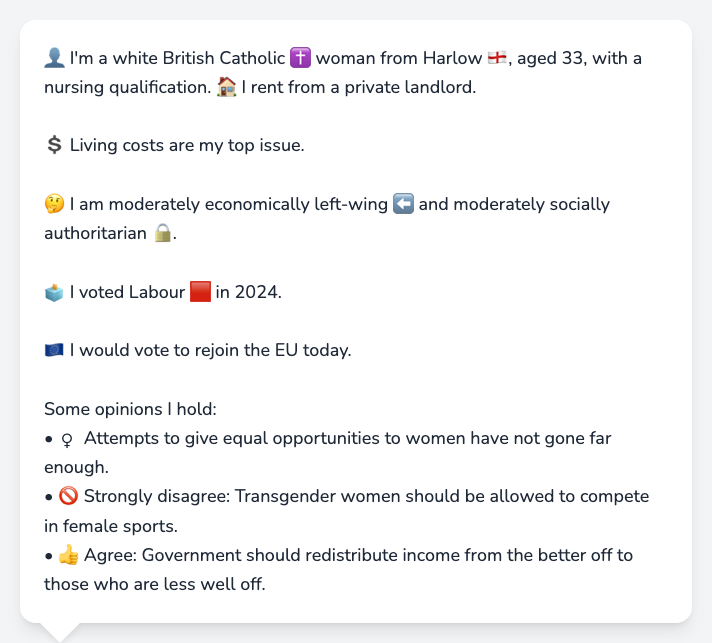 👤 I'm a white British Catholic ✝️ woman from Harlow 🏴󠁧󠁢󠁥󠁮󠁧󠁿, aged 33, with a
nursing qualification. 🏠 I rent from a private landlord.
💲 Living costs are my top issue.
🤔 I am moderately economically left-wing ⬅️ and moderately socially
authoritarian 🔒.
🗳️ I voted Labour 🟥 in 2024.
🇪🇺 I would vote to rejoin the EU today.
Some opinions I hold:
• ♀ Attempts to give equal opportunities to women have not gone far
enough.
• 🚫 Strongly disagree: Transgender women should be allowed to compete
in female sports.
• 👍 Agree: Government should redistribute income from the better off to
those who are less well off.